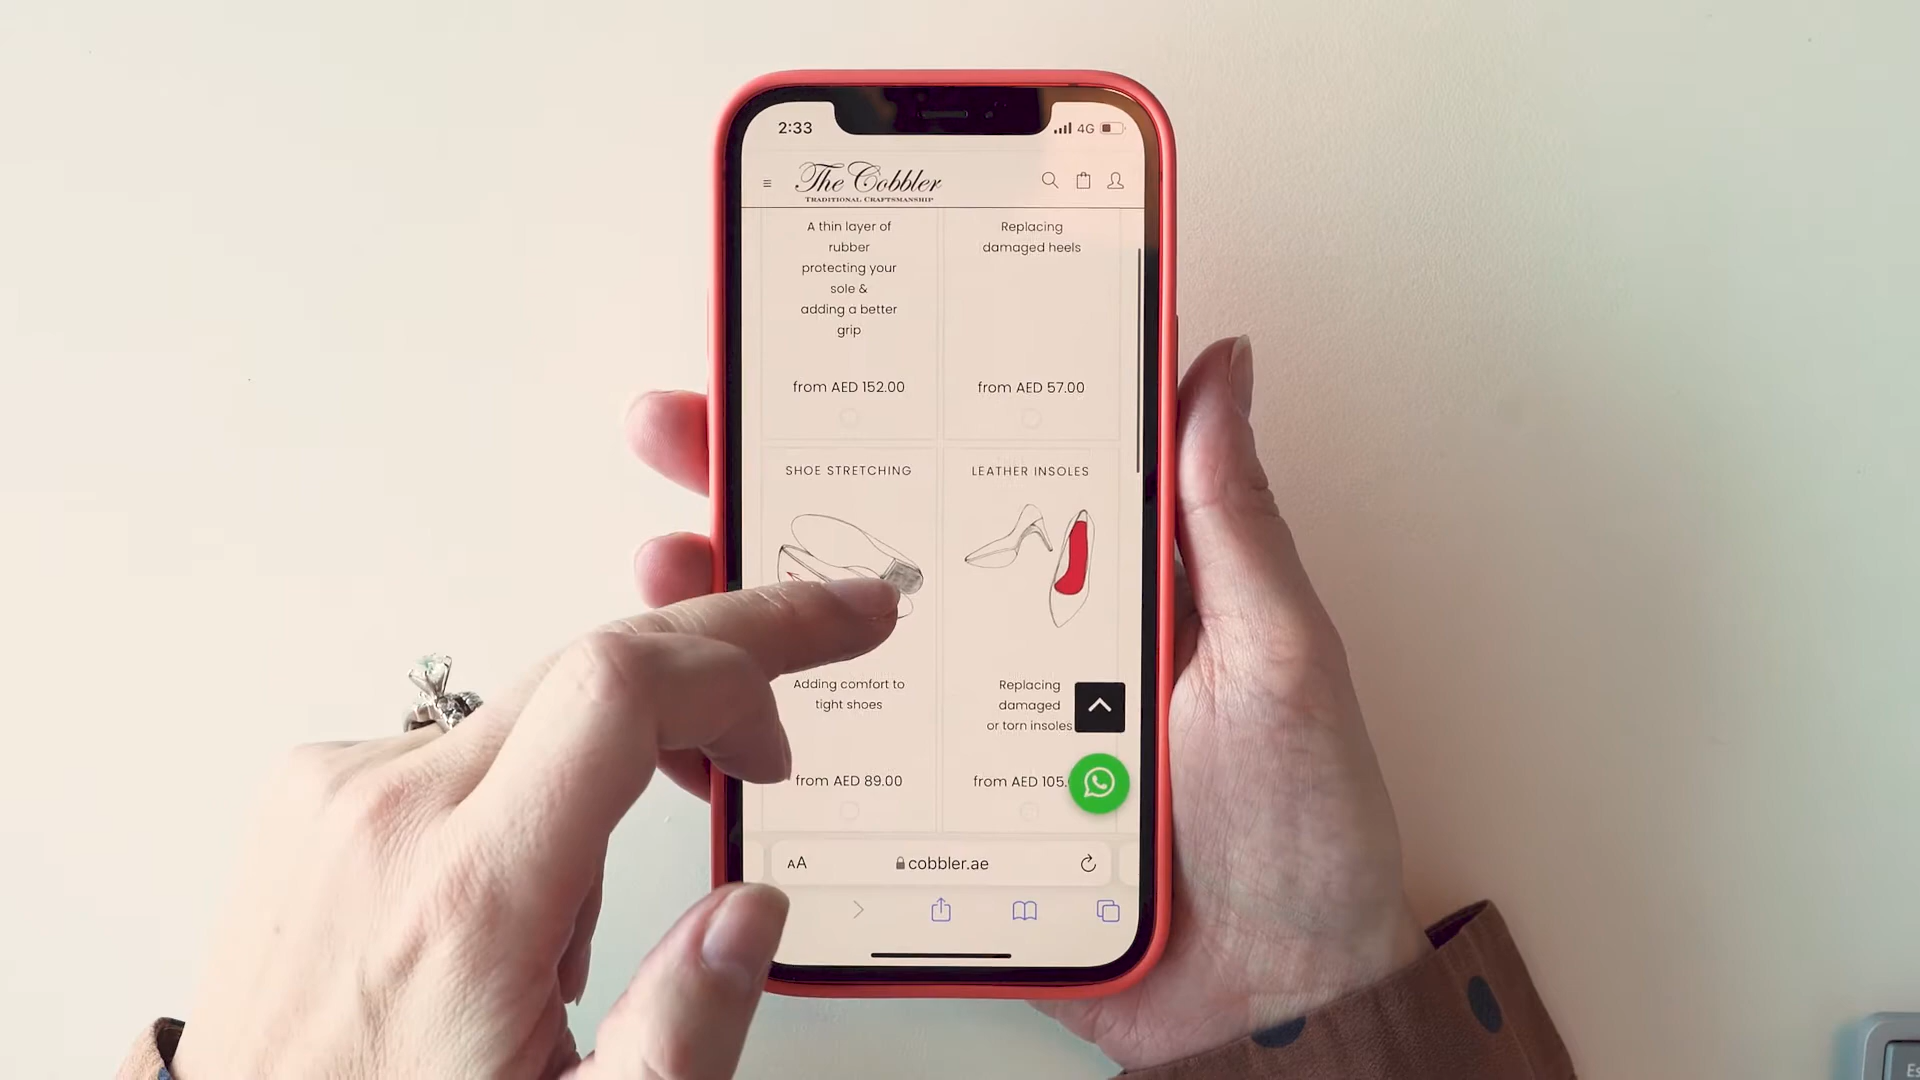 2:33
4G
The Cobbler
TRADITIONAL CRAFTSMANSHIP
A thin layer of
rubber
protecting your
sole &
adding a better
grip
from AED 152.00
Replacing
damaged heels
from AED 57.00
SHOE STRETCHING
Adding comfort to
tight shoes
from AED 89.00
LEATHER INSOLES
Replacing
damaged
or torn insoles
from AED 105.
AA
cobbler.ae
Es